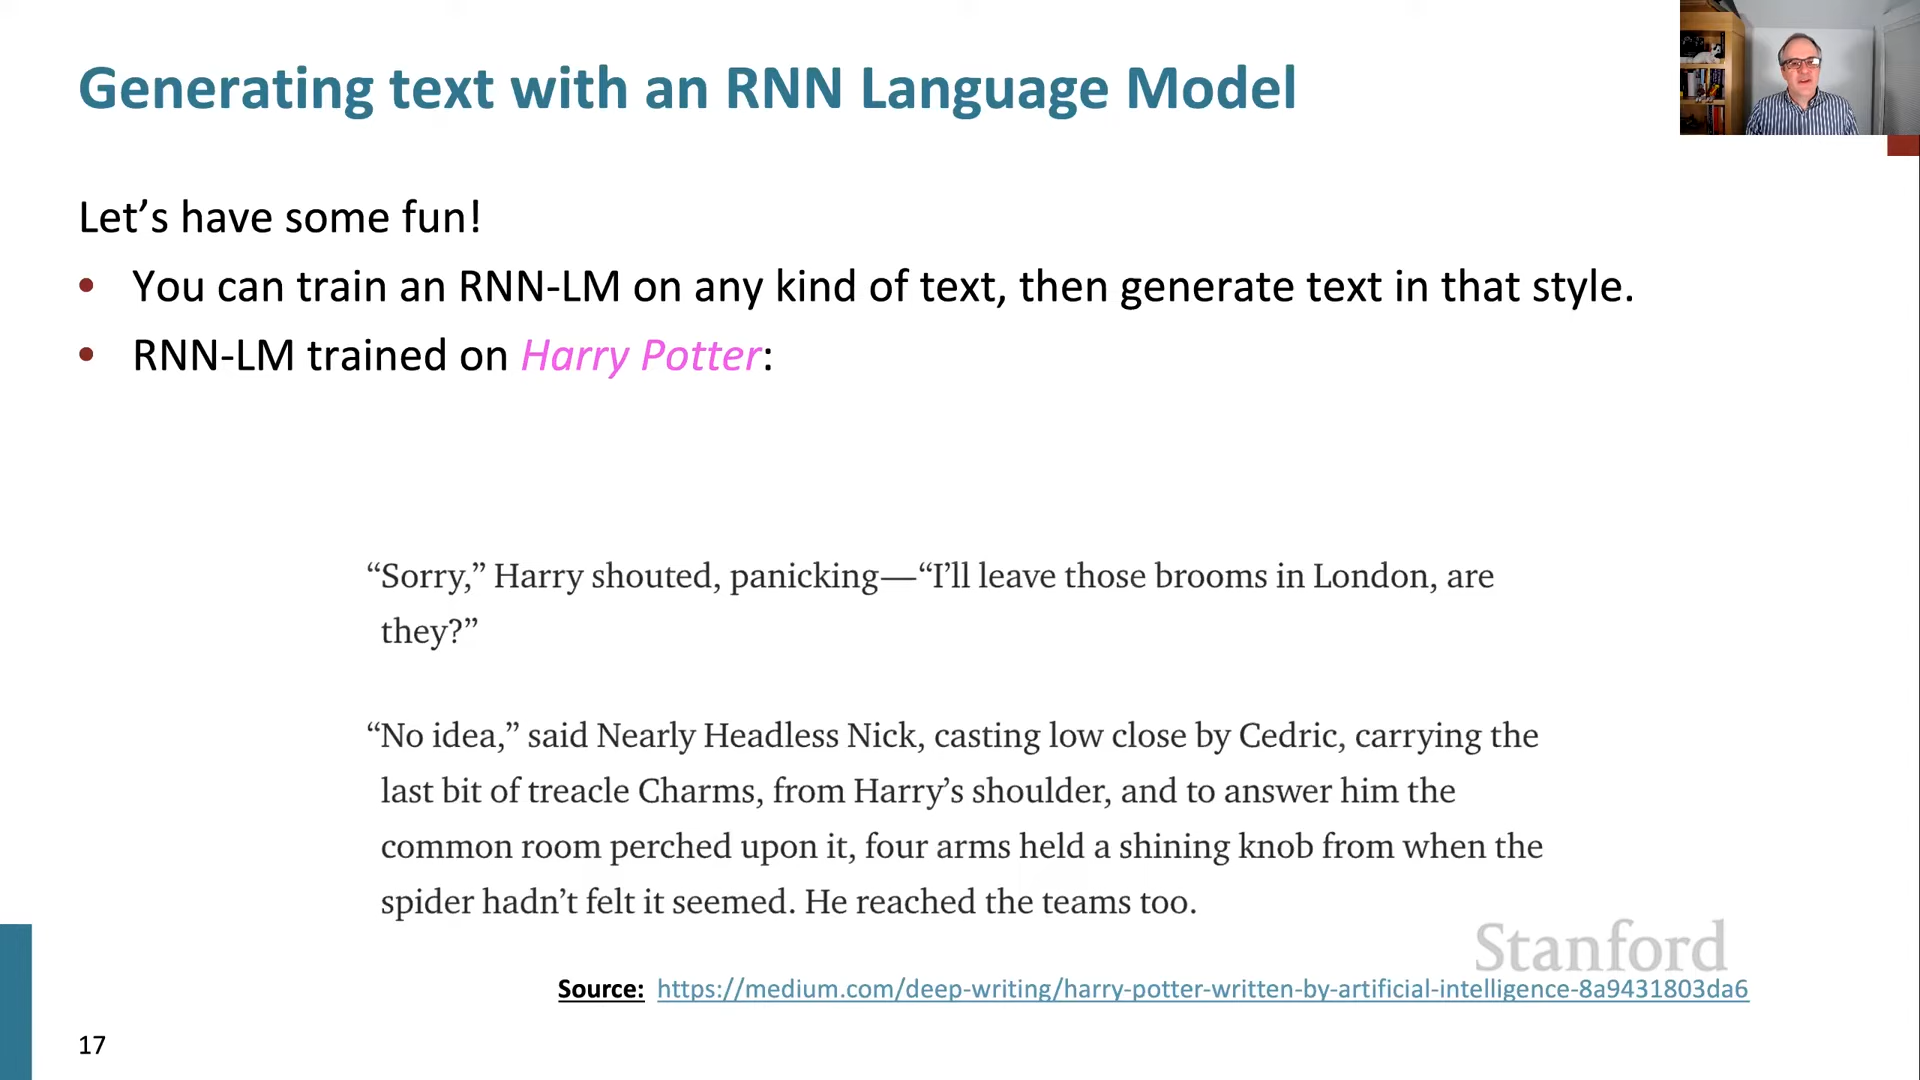 Generating text with an RNN Language Model
Let’s have some fun!
• You can train an RNN-LM on any kind of text, then generate text in that style.
• RNN-LM trained on Harry Potter:
“Sorry,” Harry shouted, panicking—“I’ll leave those brooms in London, are
they?”
“No idea,” said Nearly Headless Nick, casting low close by Cedric, carrying the
last bit of treacle Charms, from Harry’s shoulder, and to answer him the
common room perched upon it, four arms held a shining knob from when the
spider hadn’t felt it seemed. He reached the teams too.
Stanford
Source: https://medium.com/deep-writing/harry-potter-written-by-artificial-intelligence-8a9431803da6
17